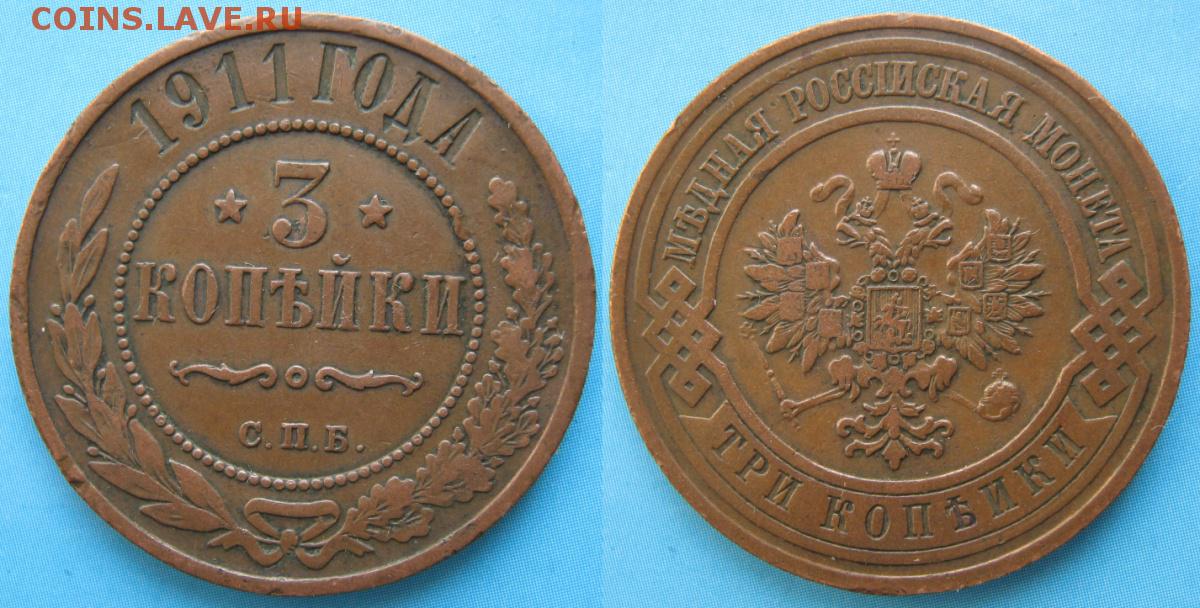 COINS.LAVE.RU
1911 ГОДА
3
КОПѢЙКИ
С.П.Б.
МѢДНАЯ РОССІЙСКАЯ МОНЕТА
ТРИ КОПѢЙКИ